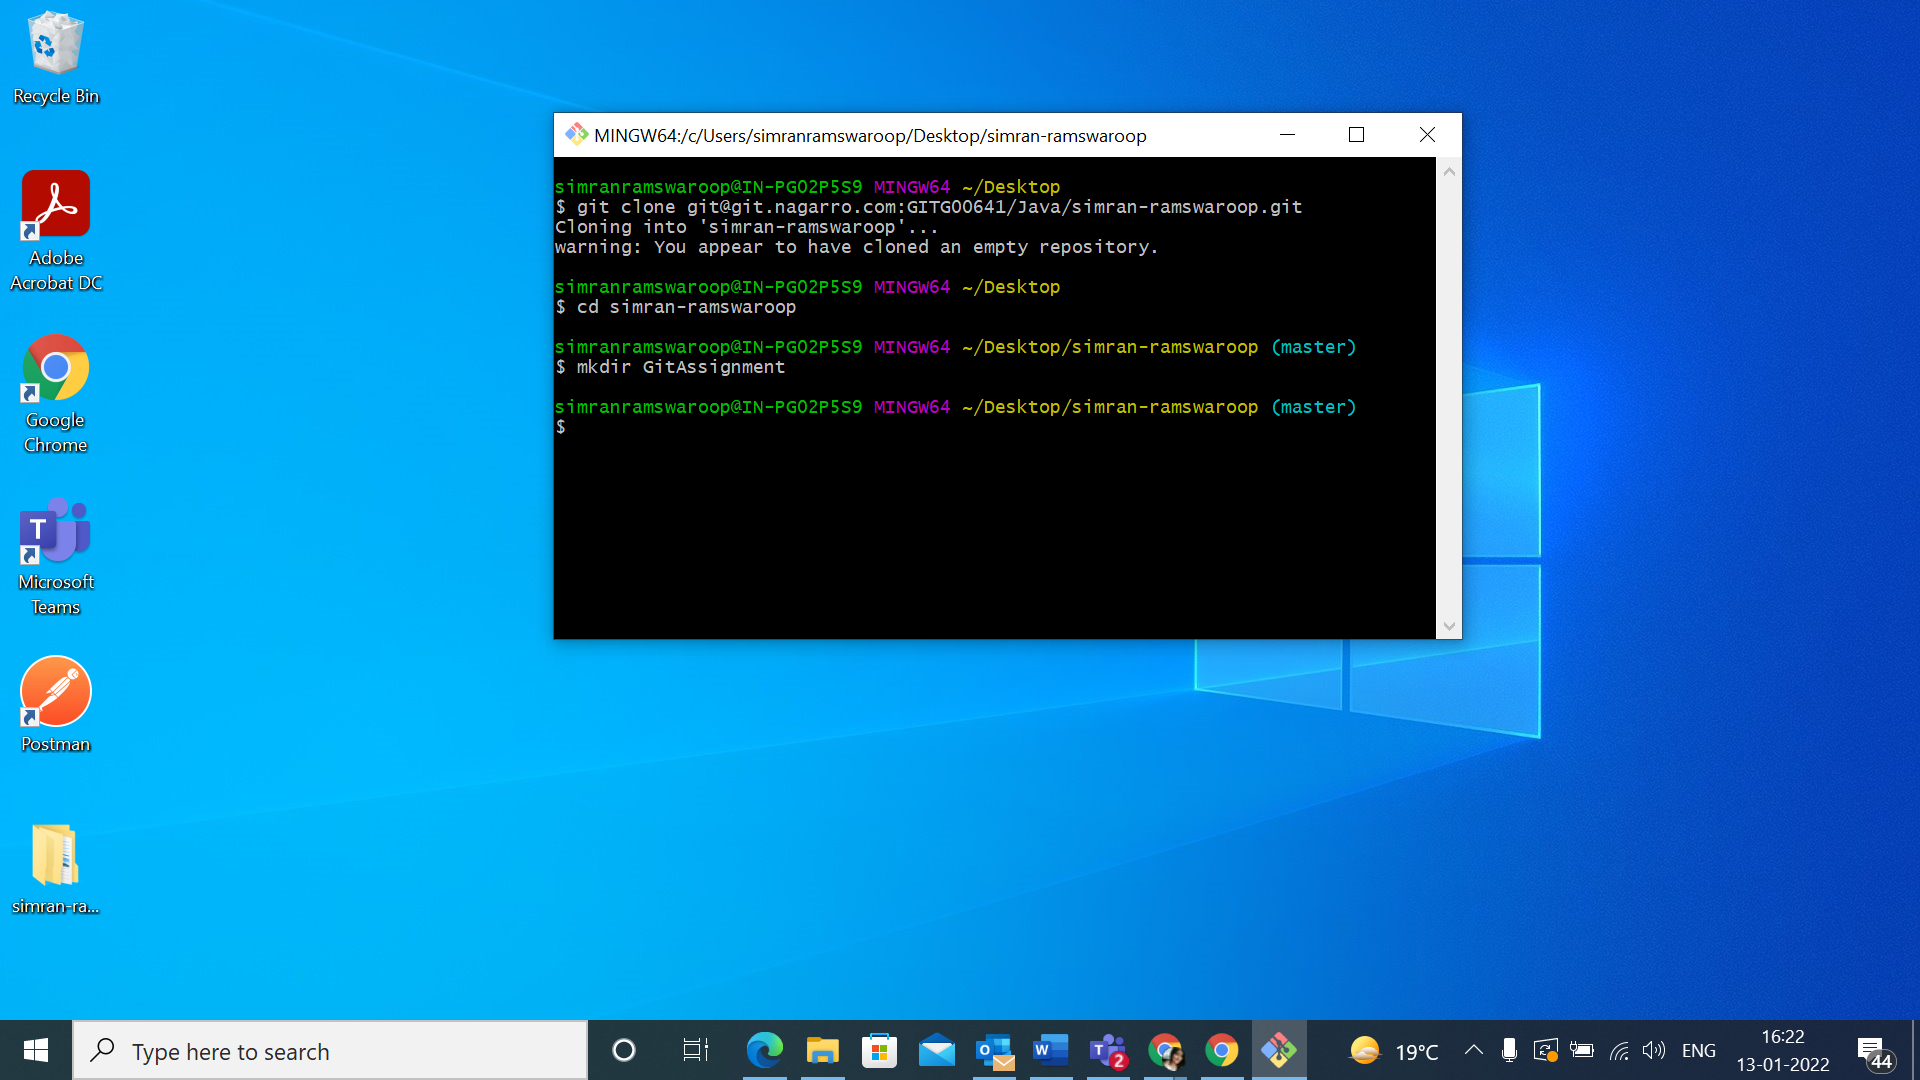 Recycle Bin
Adobe
Acrobat DC
Google
Chrome
Microsoft
Teams
Postman
simran-ra...
MINGW64:/c/Users/simranramswaroop/Desktop/simran-ramswaroop
simranramswaroop@IN-PG02P5S9 MINGW64 ~/Desktop
$ git clone git@git.nagarro.com:GITG00641/Java/simran-ramswaroop.git
Cloning into 'simran-ramswaroop'...
warning: You appear to have cloned an empty repository.
simranramswaroop@IN-PG02P5S9 MINGW64 ~/Desktop
$ cd simran-ramswaroop
simranramswaroop@IN-PG02P5S9 MINGW64 ~/Desktop/simran-ramswaroop (master)
$ mkdir GitAssignment
simranramswaroop@IN-PG02P5S9 MINGW64 ~/Desktop/simran-ramswaroop (master)
$
Type here to search
19°C
ENG
16:22
13-01-2022
44
2